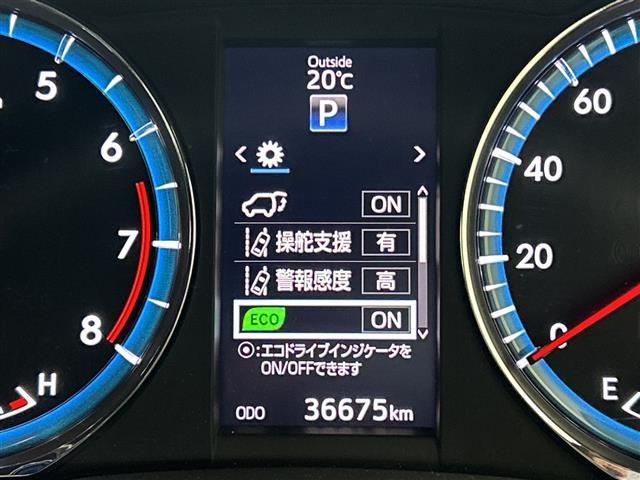 Outside
20℃
P
ON
操舵支援 有
警報感度 高
ECO ON
⦿:エコドライブインジケータを
ON/OFFできます
ODO 36675km
5
6
7
8
H
60
40
20
0
E